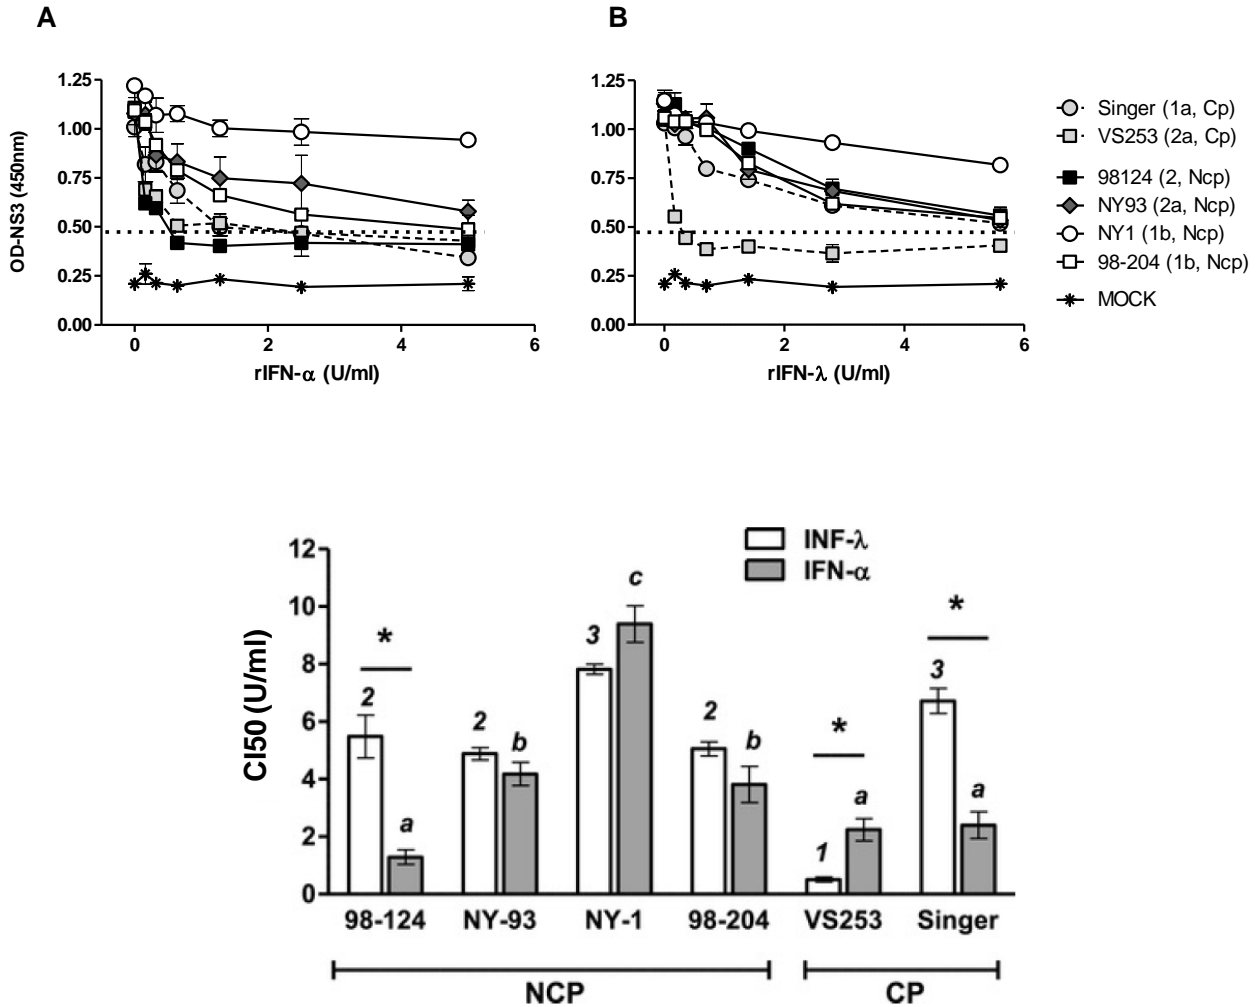 A
B
OD-NS3 (450nm)
1.25
1.00
0.75
0.50
0.25
0.00
0
2
4
6
rIFN-α (U/ml)
1.25
1.00
0.75
0.50
0.25
0.00
0
2
4
6
rIFN-λ (U/ml)
Singer (1a, Cp)
VS253 (2a, Cp)
98124 (2, Ncp)
NY93 (2a, Ncp)
NY1 (1b, Ncp)
98-204 (1b, Ncp)
MOCK
INF-λ
IFN-α
CI50 (U/ml)
12
10
8
6
4
2
0
*
2
a
2
b
3
c
2
b
*
1
a
*
3
a
98-124
NY-93
NY-1
98-204
VS253
Singer
NCP
CP